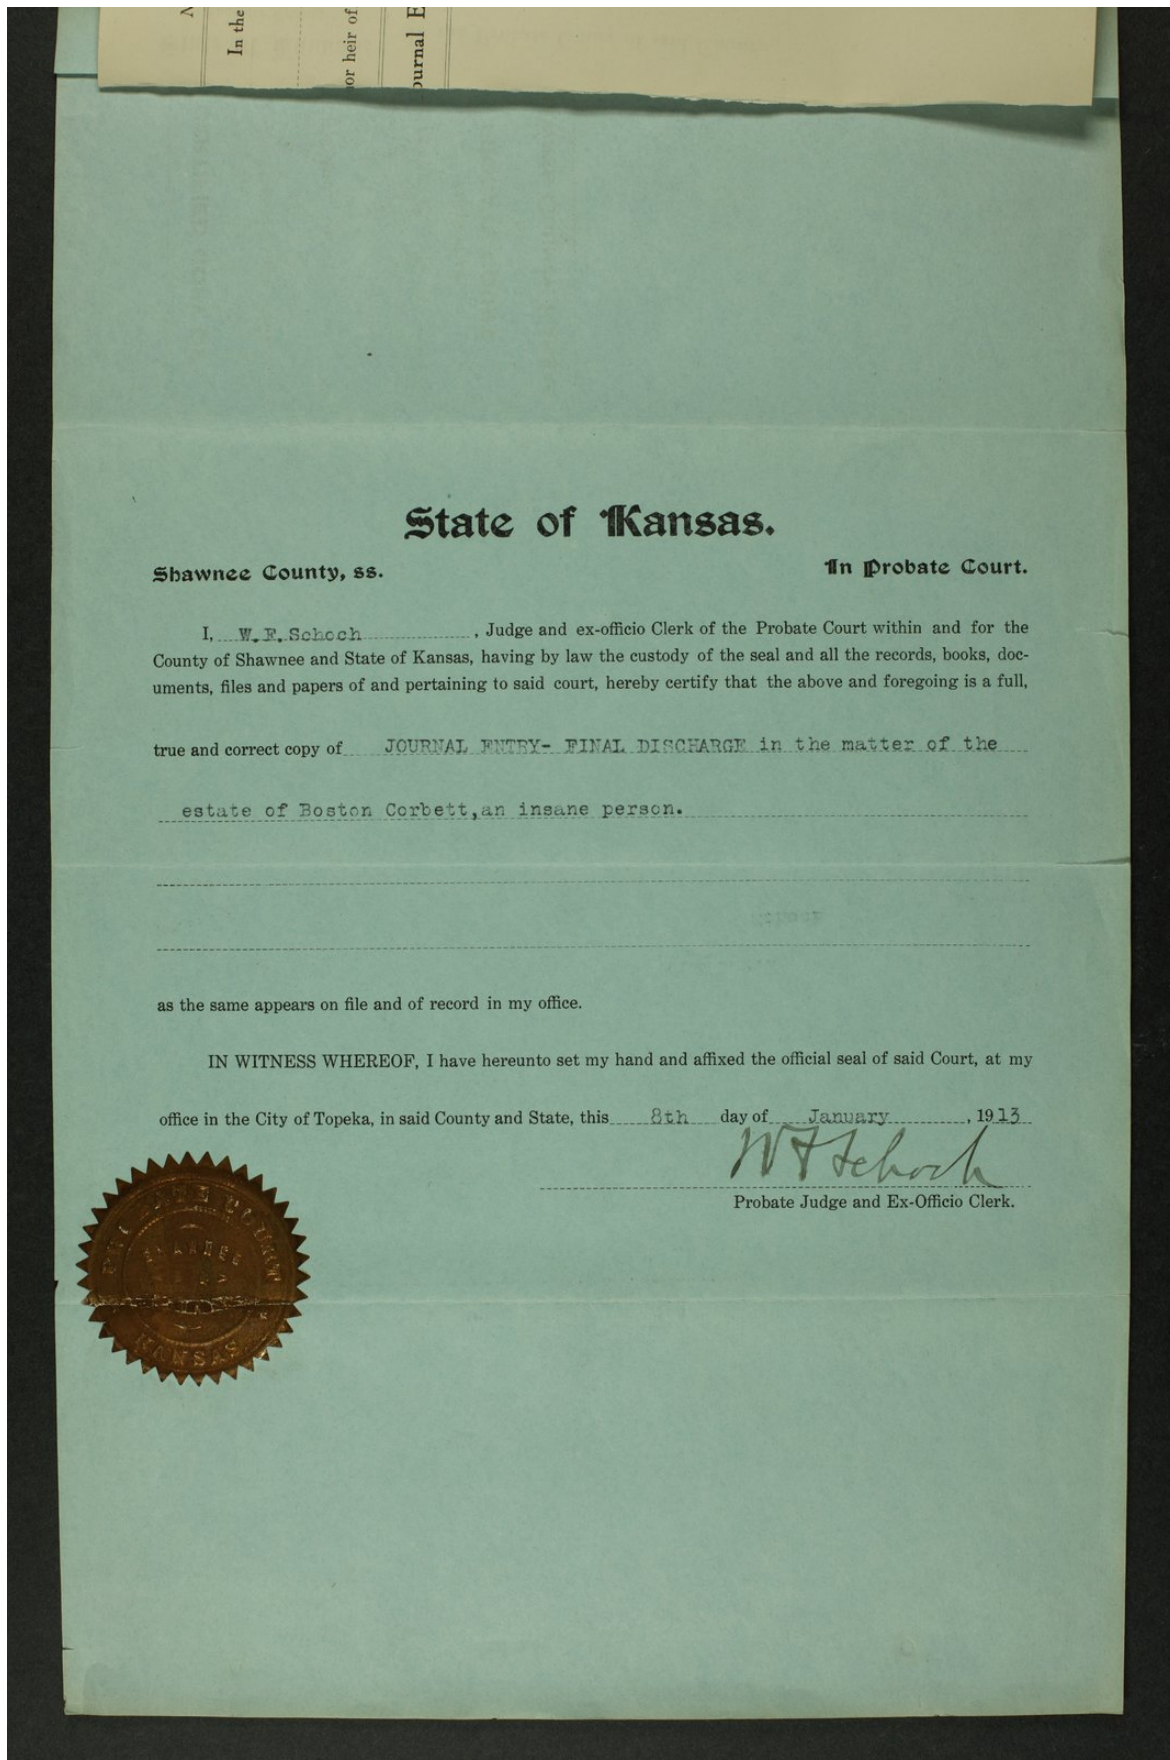 In the
or heir of
State of Kansas.
Shawnee County, ss.
In Probate Court.
I, W.F.Schoch, Judge and ex-officio Clerk of the Probate Court within and for the
County of Shawnee and State of Kansas, having by law the custody of the seal and all the records, books, doc-
uments, files and papers of and pertaining to said court, hereby certify that the above and foregoing is a full,
true and correct copy of JOURNAL ENTRY- FINAL DISCHARGE in the matter of the
estate of Boston Corbett,an insane person.
as the same appears on file and of record in my office.
IN WITNESS WHEREOF, I have hereunto set my hand and affixed the official seal of said Court, at my
office in the City of Topeka, in said County and State, this 8th day of January, 1913
W F Schoch
Probate Judge and Ex-Officio Clerk.
PROBATE COURT
SHAWNEE
KANSAS